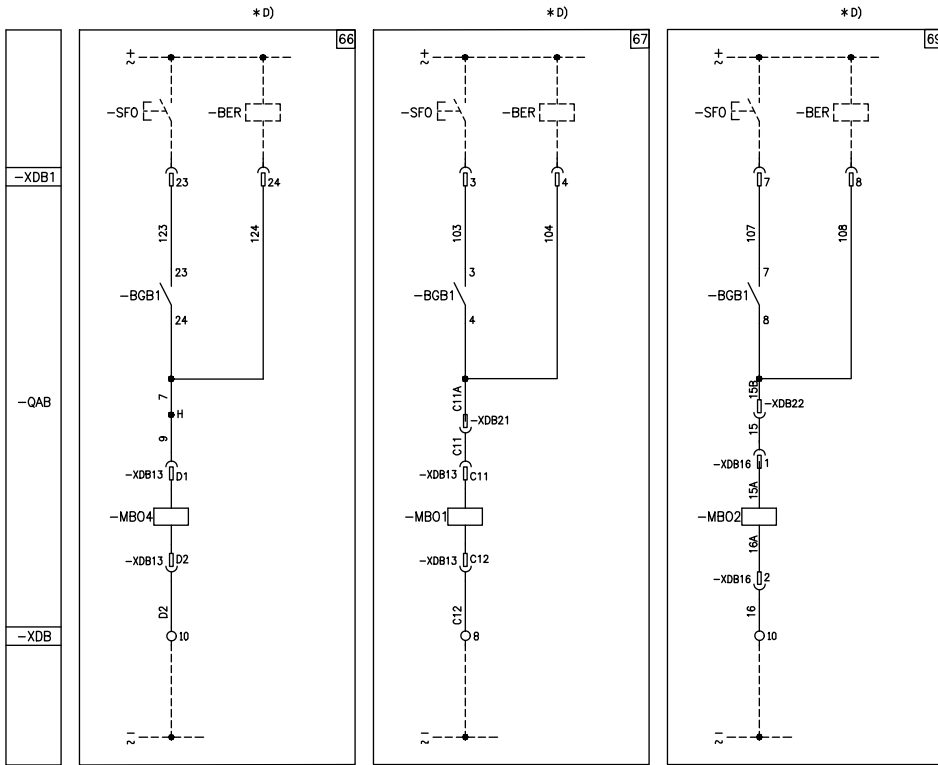 *D) *D) *D)
66 67 69
+ ~ + ~ + ~
-SFO -BER -SFO -BER -SFO -BER
-XDB1 23 24 3 4 7 8
123 124 103 104 107 108
23 3 7
-BGB1 -BGB1 -BGB1
24 4 8
-QAB
7 C11A 15B
H -XDB21 -XDB22
9 C11 15
-XDB13 D1 -XDB13 C11 -XDB16 1
15A
-MBO4 -MBO1 -MBO2
16A
-XDB13 D2 -XDB13 C12 -XDB16 2
D2 C12 16
-XDB 10 8 10
- ~ - ~ - ~